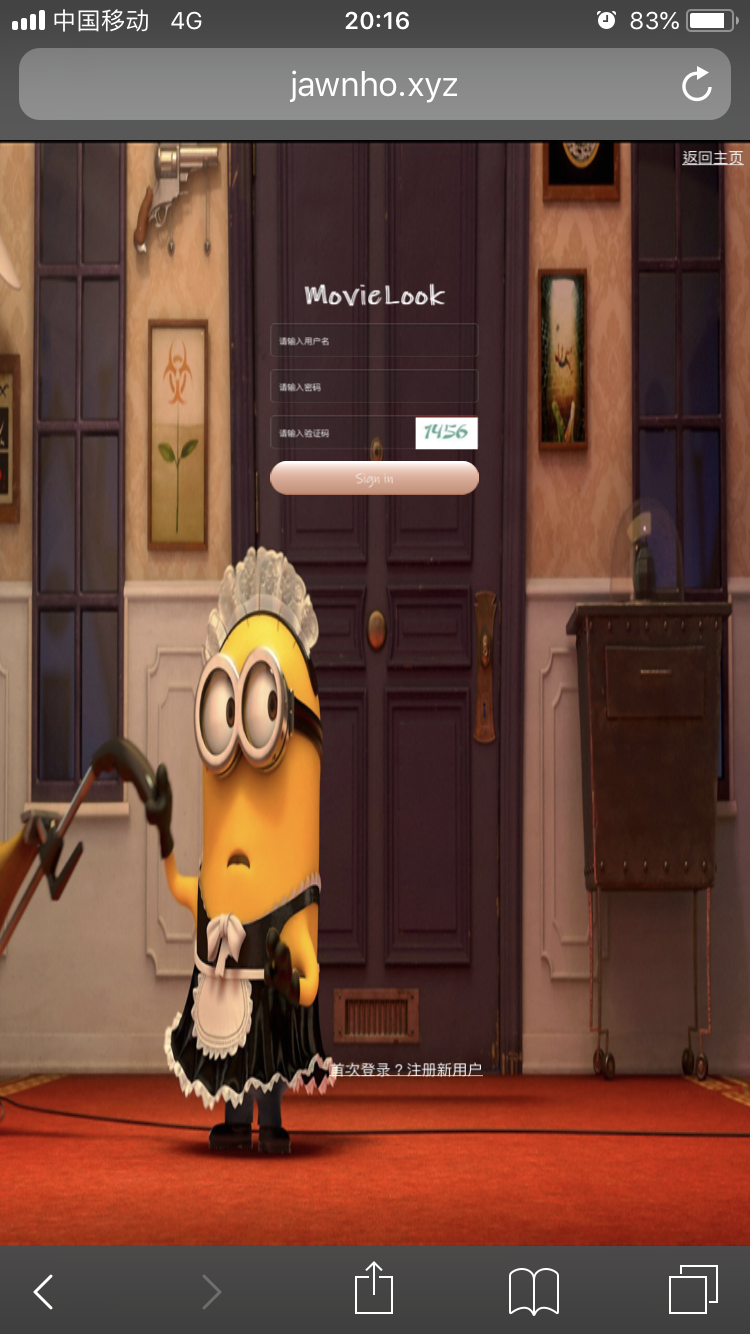 中国移动 4G 20:16 83%
jawnho.xyz
返回主页
MovieLook
请输入用户名
请输入密码
请输入验证码 1456
Sign in
首次登录？注册新用户